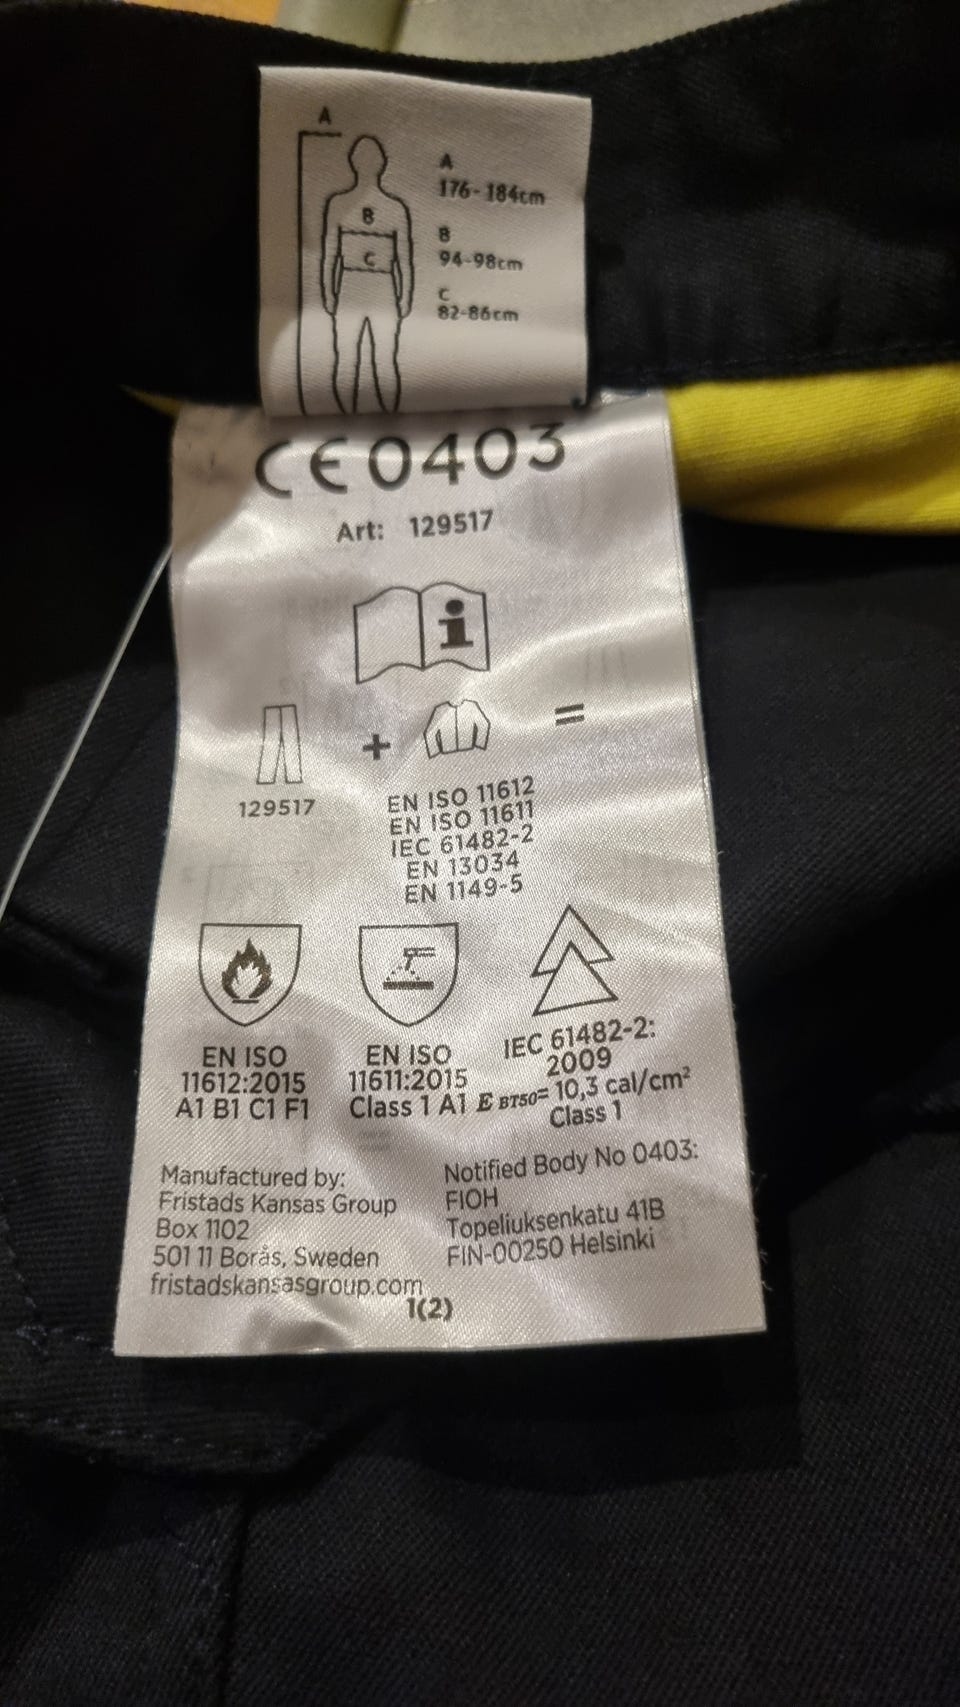 A
A
176-184cm
B
B
94-98cm
C
C
82-86cm
CE 0403
Art: 129517
i
+
=
129517
EN ISO 11612
EN ISO 11611
IEC 61482-2
EN 13034
EN 1149-5
EN ISO
11612:2015
A1 B1 C1 F1
EN ISO
11611:2015
Class 1 A1
IEC 61482-2:
2009
E BT50= 10,3 cal/cm²
Class 1
Manufactured by:
Fristads Kansas Group
Box 1102
501 11 Borås, Sweden
fristadskansasgroup.com
Notified Body No 0403:
FIOH
Topeliuksenkatu 41B
FIN-00250 Helsinki
1(2)